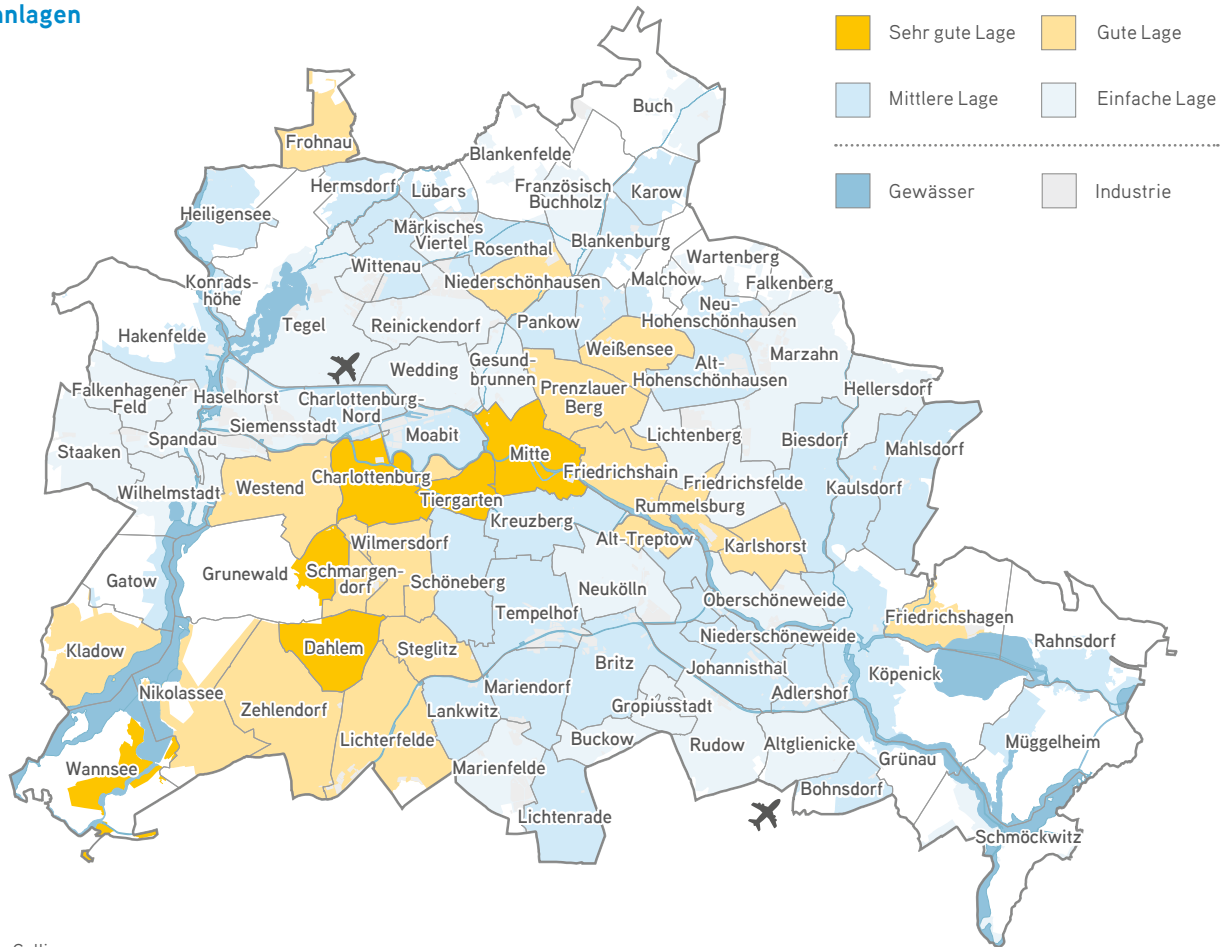 nlagen
Sehr gute Lage
Gute Lage
Mittlere Lage
Einfache Lage
Gewässer
Industrie
Buch
Frohnau
Blankenfelde
Hermsdorf
Lübars
Französisch
Buchholz
Karow
Heiligensee
Märkisches
Viertel
Rosenthal
Blankenburg
Wartenberg
Wittenau
Niederschönhausen
Malchow
Falkenberg
Konrads-
höhe
Neu-
Hohenschönhausen
Tegel
Reinickendorf
Pankow
Hakenfelde
Weißensee
Marzahn
Gesund-
brunnen
Wedding
Alt-
Hohenschönhausen
Prenzlauer
Berg
Hellersdorf
Falkenhagener
Feld
Haselhorst
Charlottenburg-
Nord
Siemensstadt
Moabit
Lichtenberg
Biesdorf
Mahlsdorf
Spandau
Staaken
Mitte
Friedrichshain
Charlottenburg
Friedrichsfelde
Kaulsdorf
Wilhelmstadt
Westend
Tiergarten
Rummelsburg
Kreuzberg
Alt-Treptow
Wilmersdorf
Karlshorst
Gatow
Grunewald
Schmargen-
dorf
Schöneberg
Neukölln
Oberschöneweide
Tempelhof
Friedrichshagen
Niederschöneweide
Rahnsdorf
Kladow
Dahlem
Steglitz
Britz
Johannisthal
Köpenick
Nikolassee
Mariendorf
Adlershof
Zehlendorf
Lankwitz
Gropiusstadt
Lichterfelde
Buckow
Rudow
Altglienicke
Müggelheim
Grünau
Wannsee
Marienfelde
Bohnsdorf
Lichtenrade
Schmöckwitz